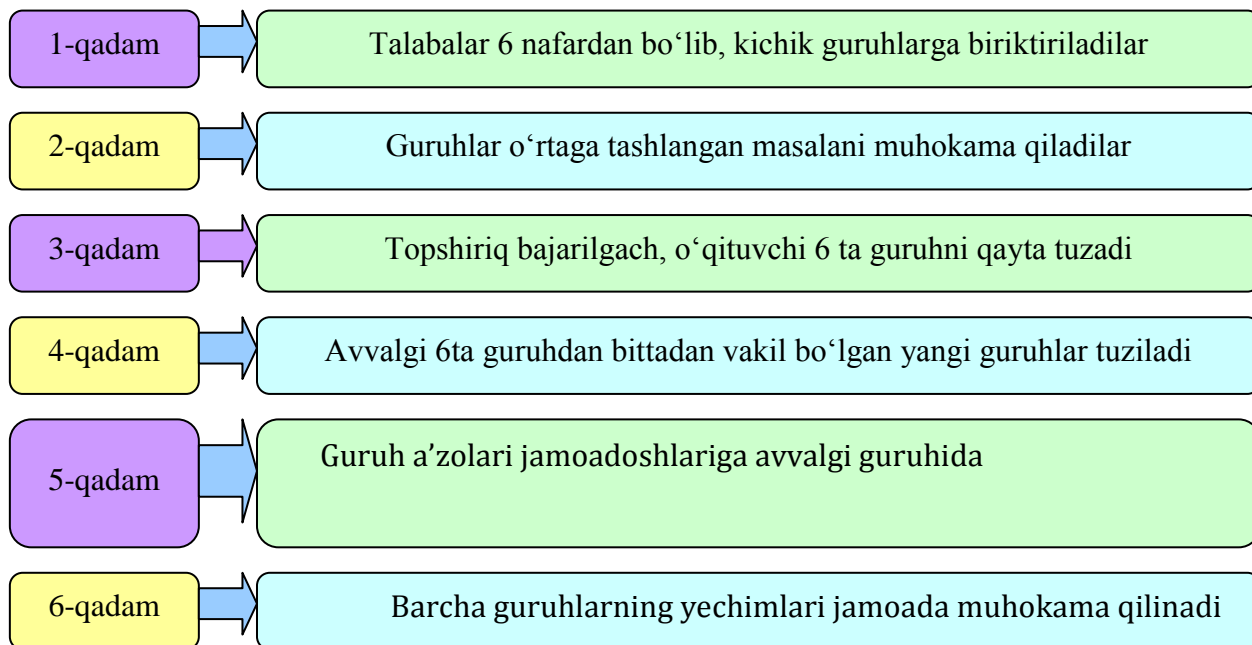 1-qadam
Talabalar 6 nafardan bo‘lib, kichik guruhlarga biriktiriladilar
2-qadam
Guruhlar o‘rtaga tashlangan masalani muhokama qiladilar
3-qadam
Topshiriq bajarilgach, o‘qituvchi 6 ta guruhni qayta tuzadi
4-qadam
Avvalgi 6ta guruhdan bittadan vakil bo‘lgan yangi guruhlar tuziladi
5-qadam
Guruh a’zolari jamoadoshlariga avvalgi guruhida
6-qadam
Barcha guruhlarning yechimlari jamoada muhokama qilinadi